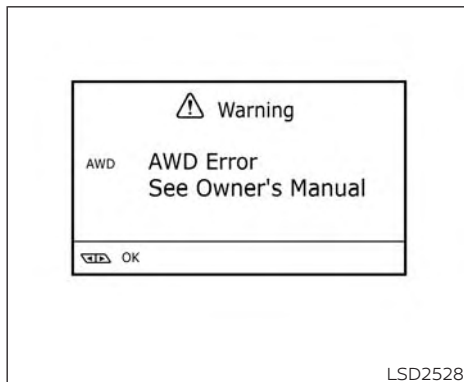 Warning
AWD AWD Error
See Owner's Manual
OK
LSD2528